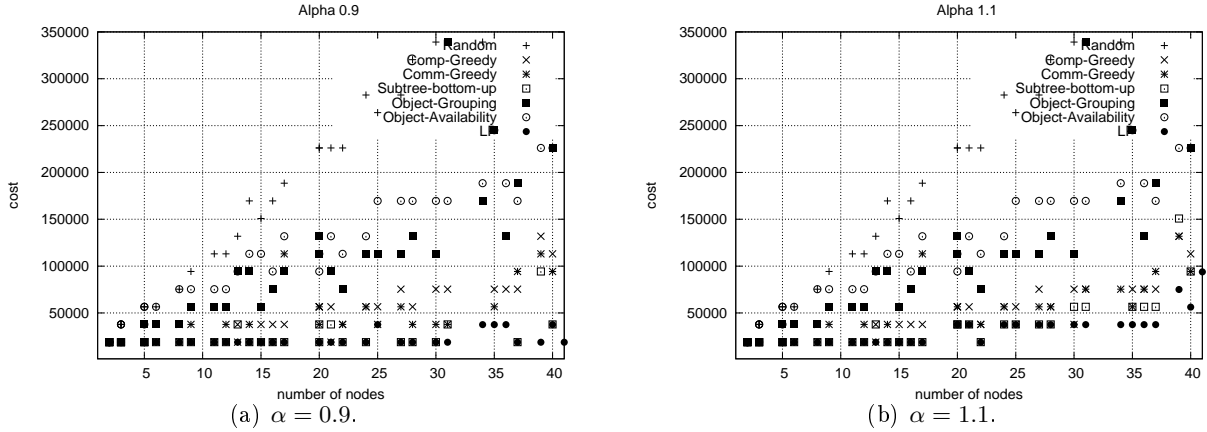 Alpha 0.9
350000
300000
250000
200000
150000
100000
50000
cost
5 10 15 20 25 30 35 40
number of nodes
Random
Comp-Greedy
Comm-Greedy
Subtree-bottom-up
Object-Grouping
Object-Availability
(a) α = 0.9.
Alpha 1.1
350000
300000
250000
200000
150000
100000
50000
cost
5 10 15 20 25 30 35 40
number of nodes
Random
Comp-Greedy
Comm-Greedy
Subtree-bottom-up
Object-Grouping
Object-Availability
(b) α = 1.1.